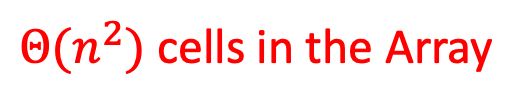 Θ(n²) cells in the Array